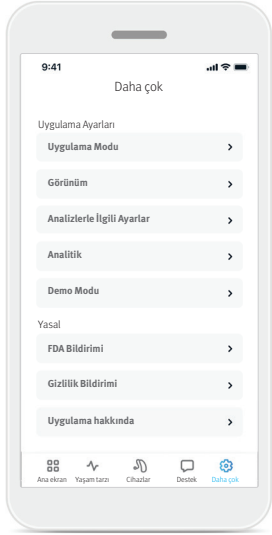 9:41
Daha çok
Uygulama Ayarları
Uygulama Modu
Görünüm
Analizlerle İlgili Ayarlar
Analitik
Demo Modu
Yasal
FDA Bildirimi
Gizlilik Bildirimi
Uygulama hakkında
Ana ekran Yaşam tarzı Cihazlar Destek Daha çok